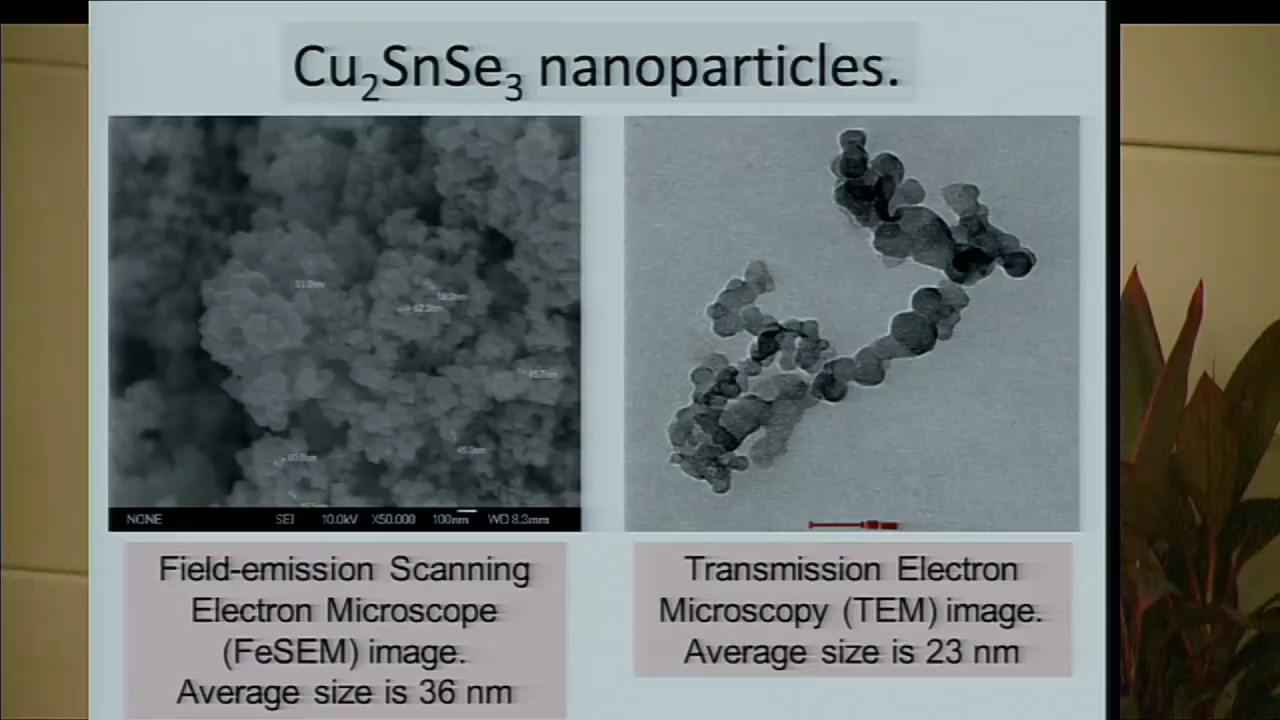 Cu₂SnSe₃ nanoparticles.
NONE SEI 10.0kV X50,000 100nm WD 8.3mm
Field-emission Scanning
Electron Microscope
(FeSEM) image.
Average size is 36 nm
Transmission Electron
Microscopy (TEM) image.
Average size is 23 nm